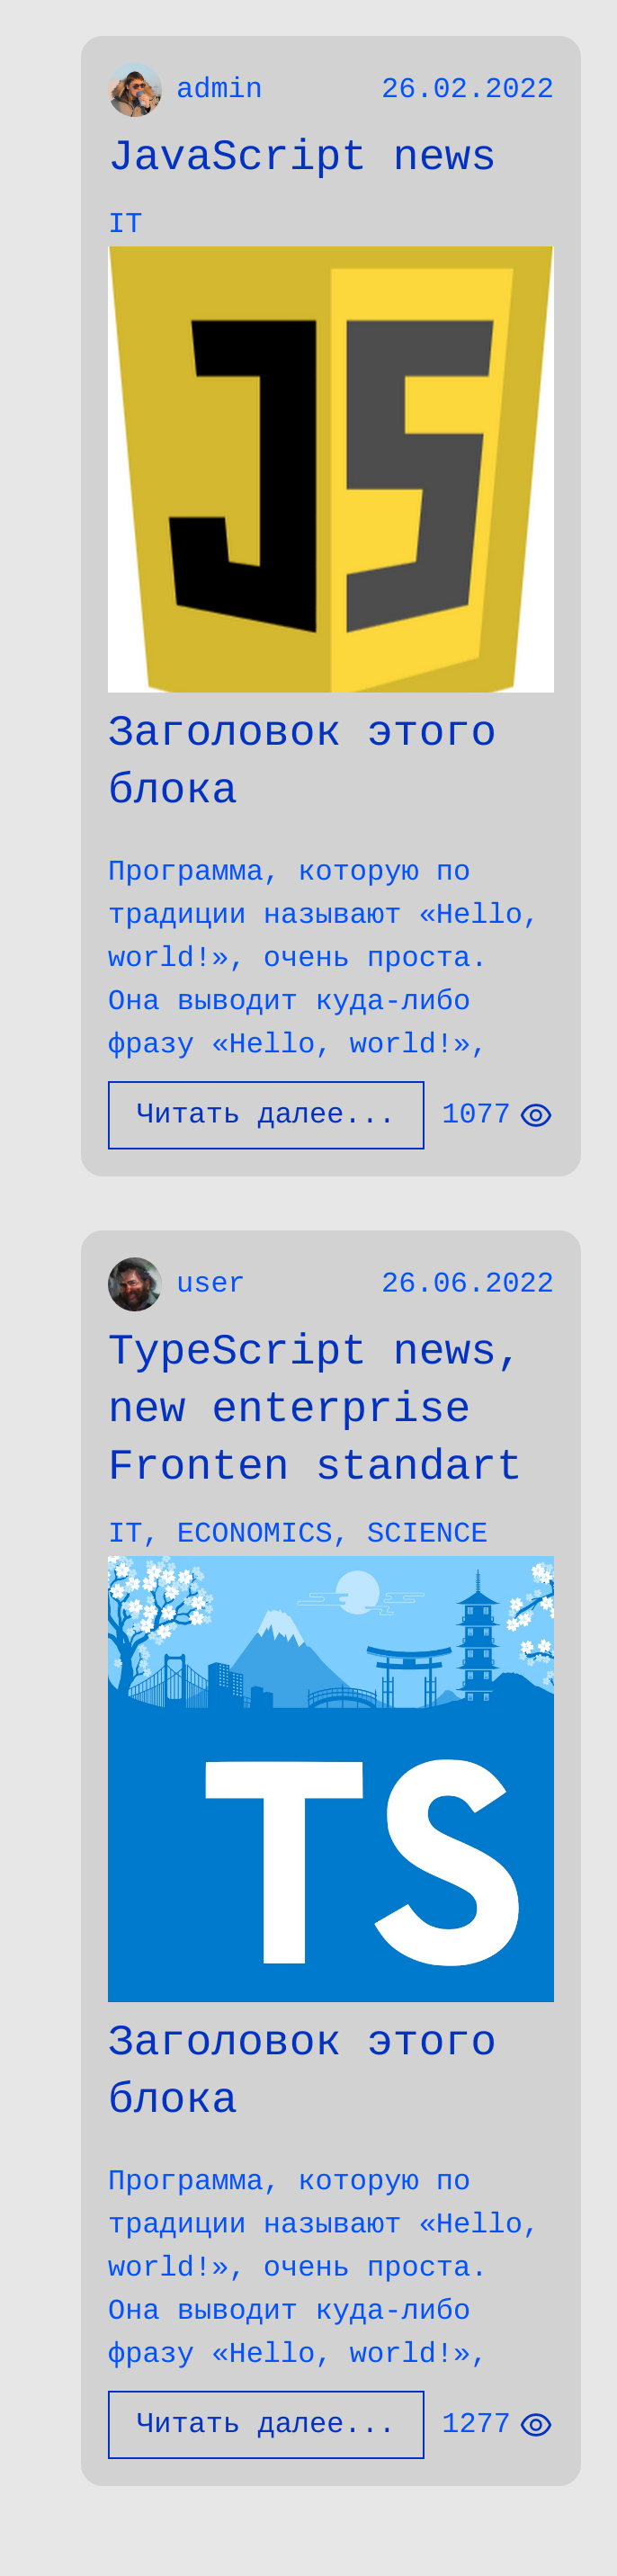 admin 26.02.2022
JavaScript news
IT
JS
Заголовок этого
блока
Программа, которую по
традиции называют «Hello,
world!», очень проста.
Она выводит куда-либо
фразу «Hello, world!»,
Читать далее... 1077
user 26.06.2022
TypeScript news,
new enterprise
Fronten standart
IT, ECONOMICS, SCIENCE
TS
Заголовок этого
блока
Программа, которую по
традиции называют «Hello,
world!», очень проста.
Она выводит куда-либо
фразу «Hello, world!»,
Читать далее... 1277